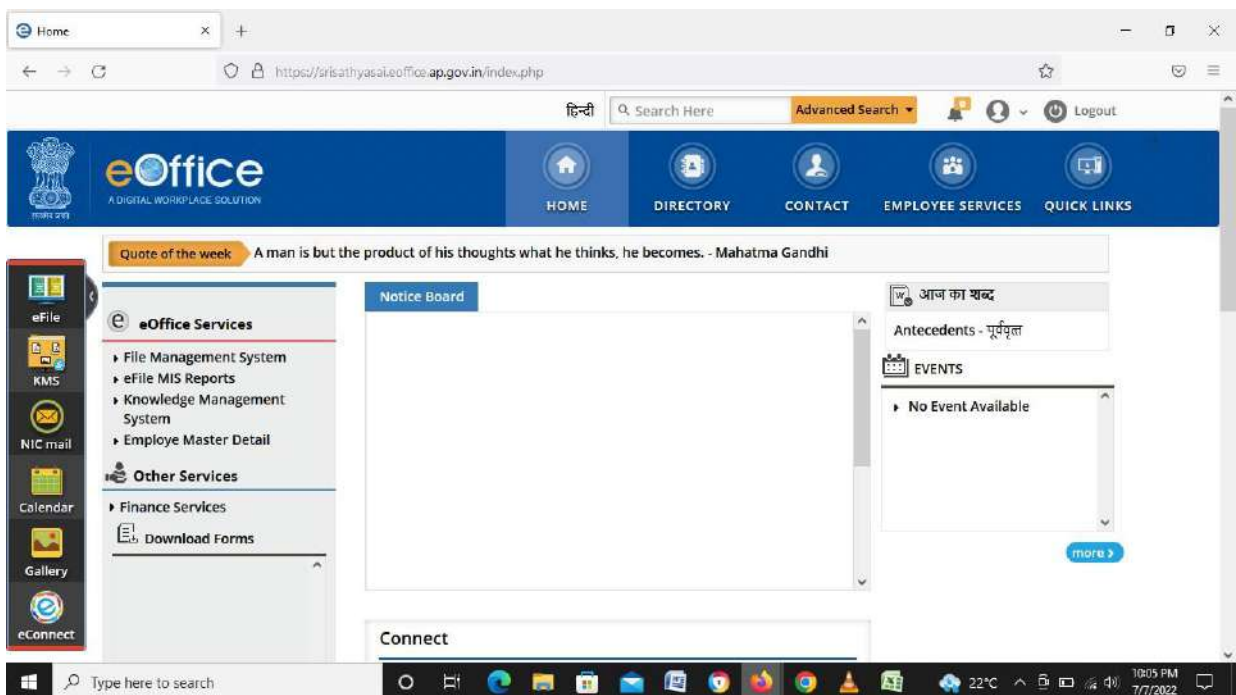 Home
https://srisathyasai.eoffice.ap.gov.in/index.php
हिन्दी
Search Here
Advanced Search
Logout
eOffice
A DIGITAL WORKPLACE SOLUTION
HOME
DIRECTORY
CONTACT
EMPLOYEE SERVICES
QUICK LINKS
सत्यमेव जयते
Quote of the week
A man is but the product of his thoughts what he thinks, he becomes. - Mahatma Gandhi
eFile
KMS
NIC mail
Calendar
Gallery
eConnect
eOffice Services
File Management System
eFile MIS Reports
Knowledge Management
System
Employe Master Detail
Other Services
Finance Services
Download Forms
Notice Board
Connect
आज का शब्द
Antecedents - पूर्ववृत्त
EVENTS
No Event Available
more
Type here to search
22°C
10:05 PM
7/7/2022